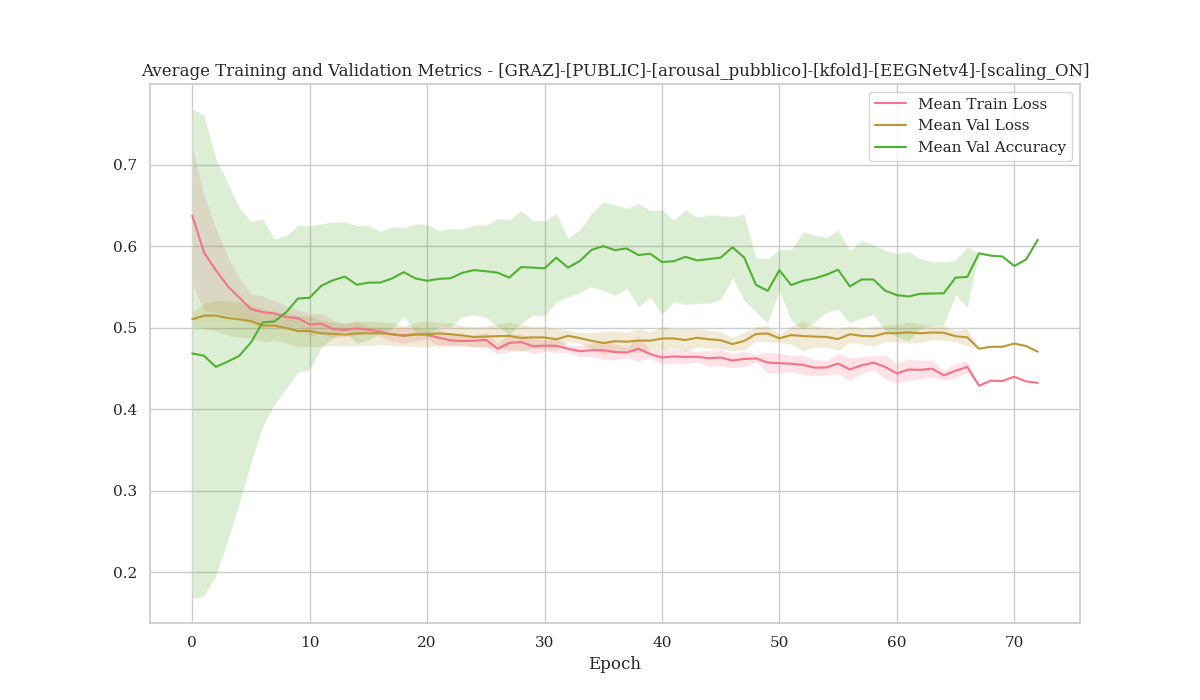 Average Training and Validation Metrics - [GRAZ]-[PUBLIC]-[arousal_pubblico]-[kfold]-[EEGNetv4]-[scaling_ON]
Mean Train Loss
Mean Val Loss
Mean Val Accuracy
0.7
0.6
0.5
0.4
0.3
0.2
0 10 20 30 40 50 60 70
Epoch